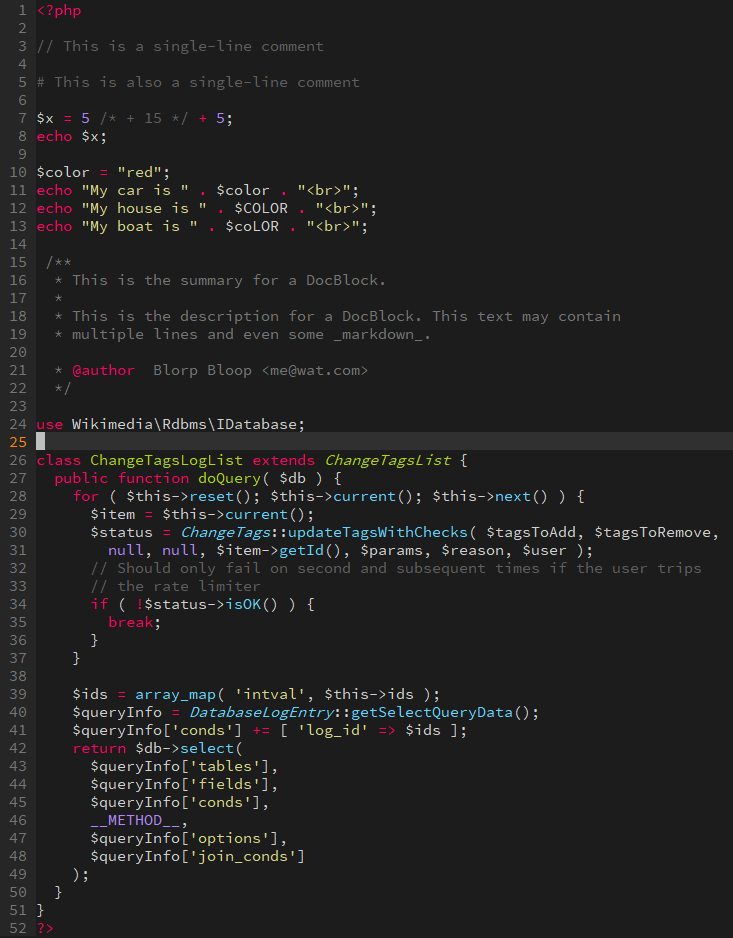 1 <?php
2
3 // This is a single-line comment
4
5 # This is also a single-line comment
6
7 $x = 5 /* + 15 */ + 5;
8 echo $x;
9
10 $color = "red";
11 echo "My car is " . $color . "<br>";
12 echo "My house is " . $COLOR . "<br>";
13 echo "My boat is " . $coLOR . "<br>";
14
15  /**
16   * This is the summary for a DocBlock.
17   *
18   * This is the description for a DocBlock. This text may contain
19   * multiple lines and even some _markdown_.
20
21   * @author  Blorp Bloop <me@wat.com>
22   */
23
24 use Wikimedia\Rdbms\IDatabase;
25
26 class ChangeTagsLogList extends ChangeTagsList {
27   public function doQuery( $db ) {
28     for ( $this->reset(); $this->current(); $this->next() ) {
29       $item = $this->current();
30       $status = ChangeTags::updateTagsWithChecks( $tagsToAdd, $tagsToRemove,
31         null, null, $item->getId(), $params, $reason, $user );
32       // Should only fail on second and subsequent times if the user trips
33       // the rate limiter
34       if ( !$status->isOK() ) {
35         break;
36       }
37     }
38
39     $ids = array_map( 'intval', $this->ids );
40     $queryInfo = DatabaseLogEntry::getSelectQueryData();
41     $queryInfo['conds'] += [ 'log_id' => $ids ];
42     return $db->select(
43       $queryInfo['tables'],
44       $queryInfo['fields'],
45       $queryInfo['conds'],
46       __METHOD__,
47       $queryInfo['options'],
48       $queryInfo['join_conds']
49     );
50   }
51 }
52 ?>